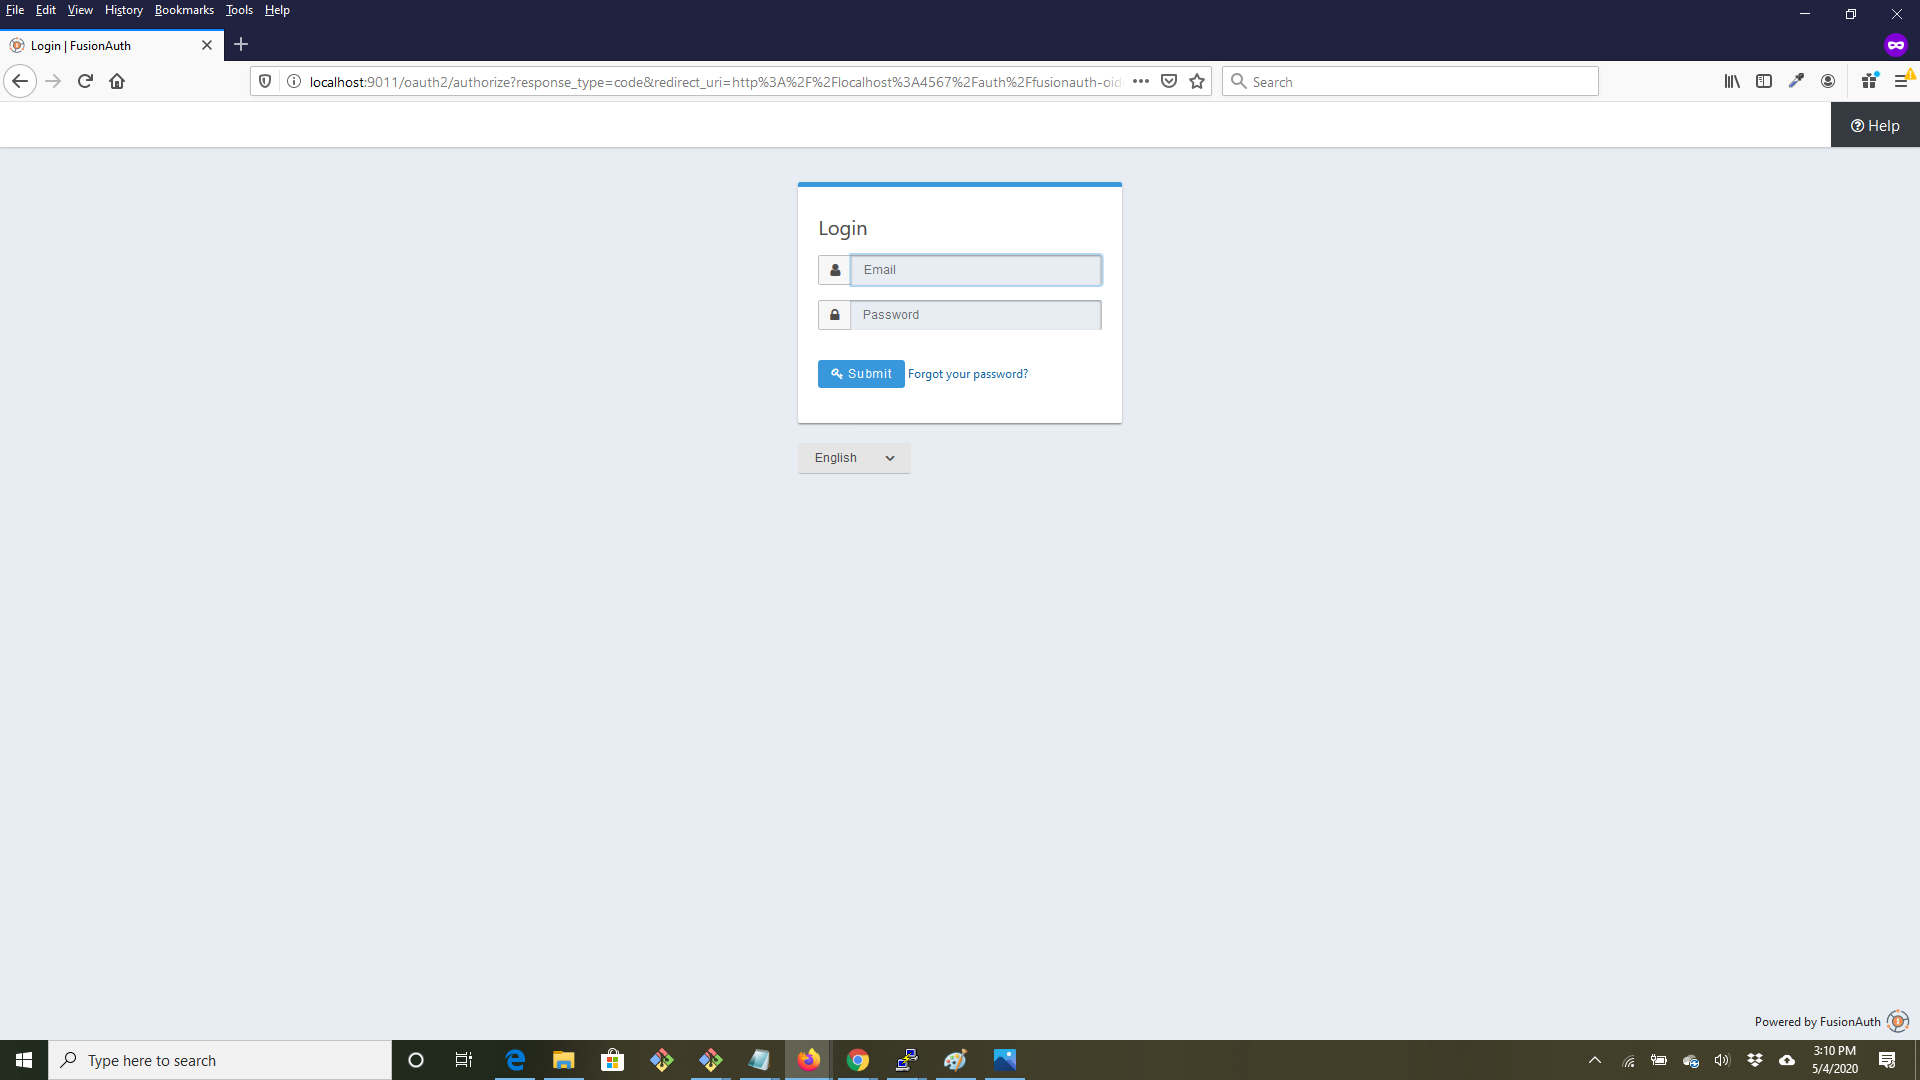 File Edit View History Bookmarks Tools Help
Login | FusionAuth
localhost:9011/oauth2/authorize?response_type=code&redirect_uri=http%3A%2F%2Flocalhost%3A4567%2Fauth%2Ffusionauth-oid
Search
Help
Login
Email
Password
Submit Forgot your password?
English
Powered by FusionAuth
Type here to search
3:10 PM
5/4/2020